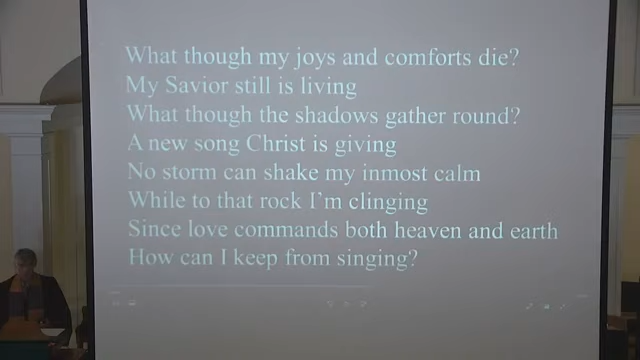 What though my joys and comforts die?
My Savior still is living
What though the shadows gather round?
A new song Christ is giving
No storm can shake my inmost calm
While to that rock I'm clinging
Since love commands both heaven and earth
How can I keep from singing?